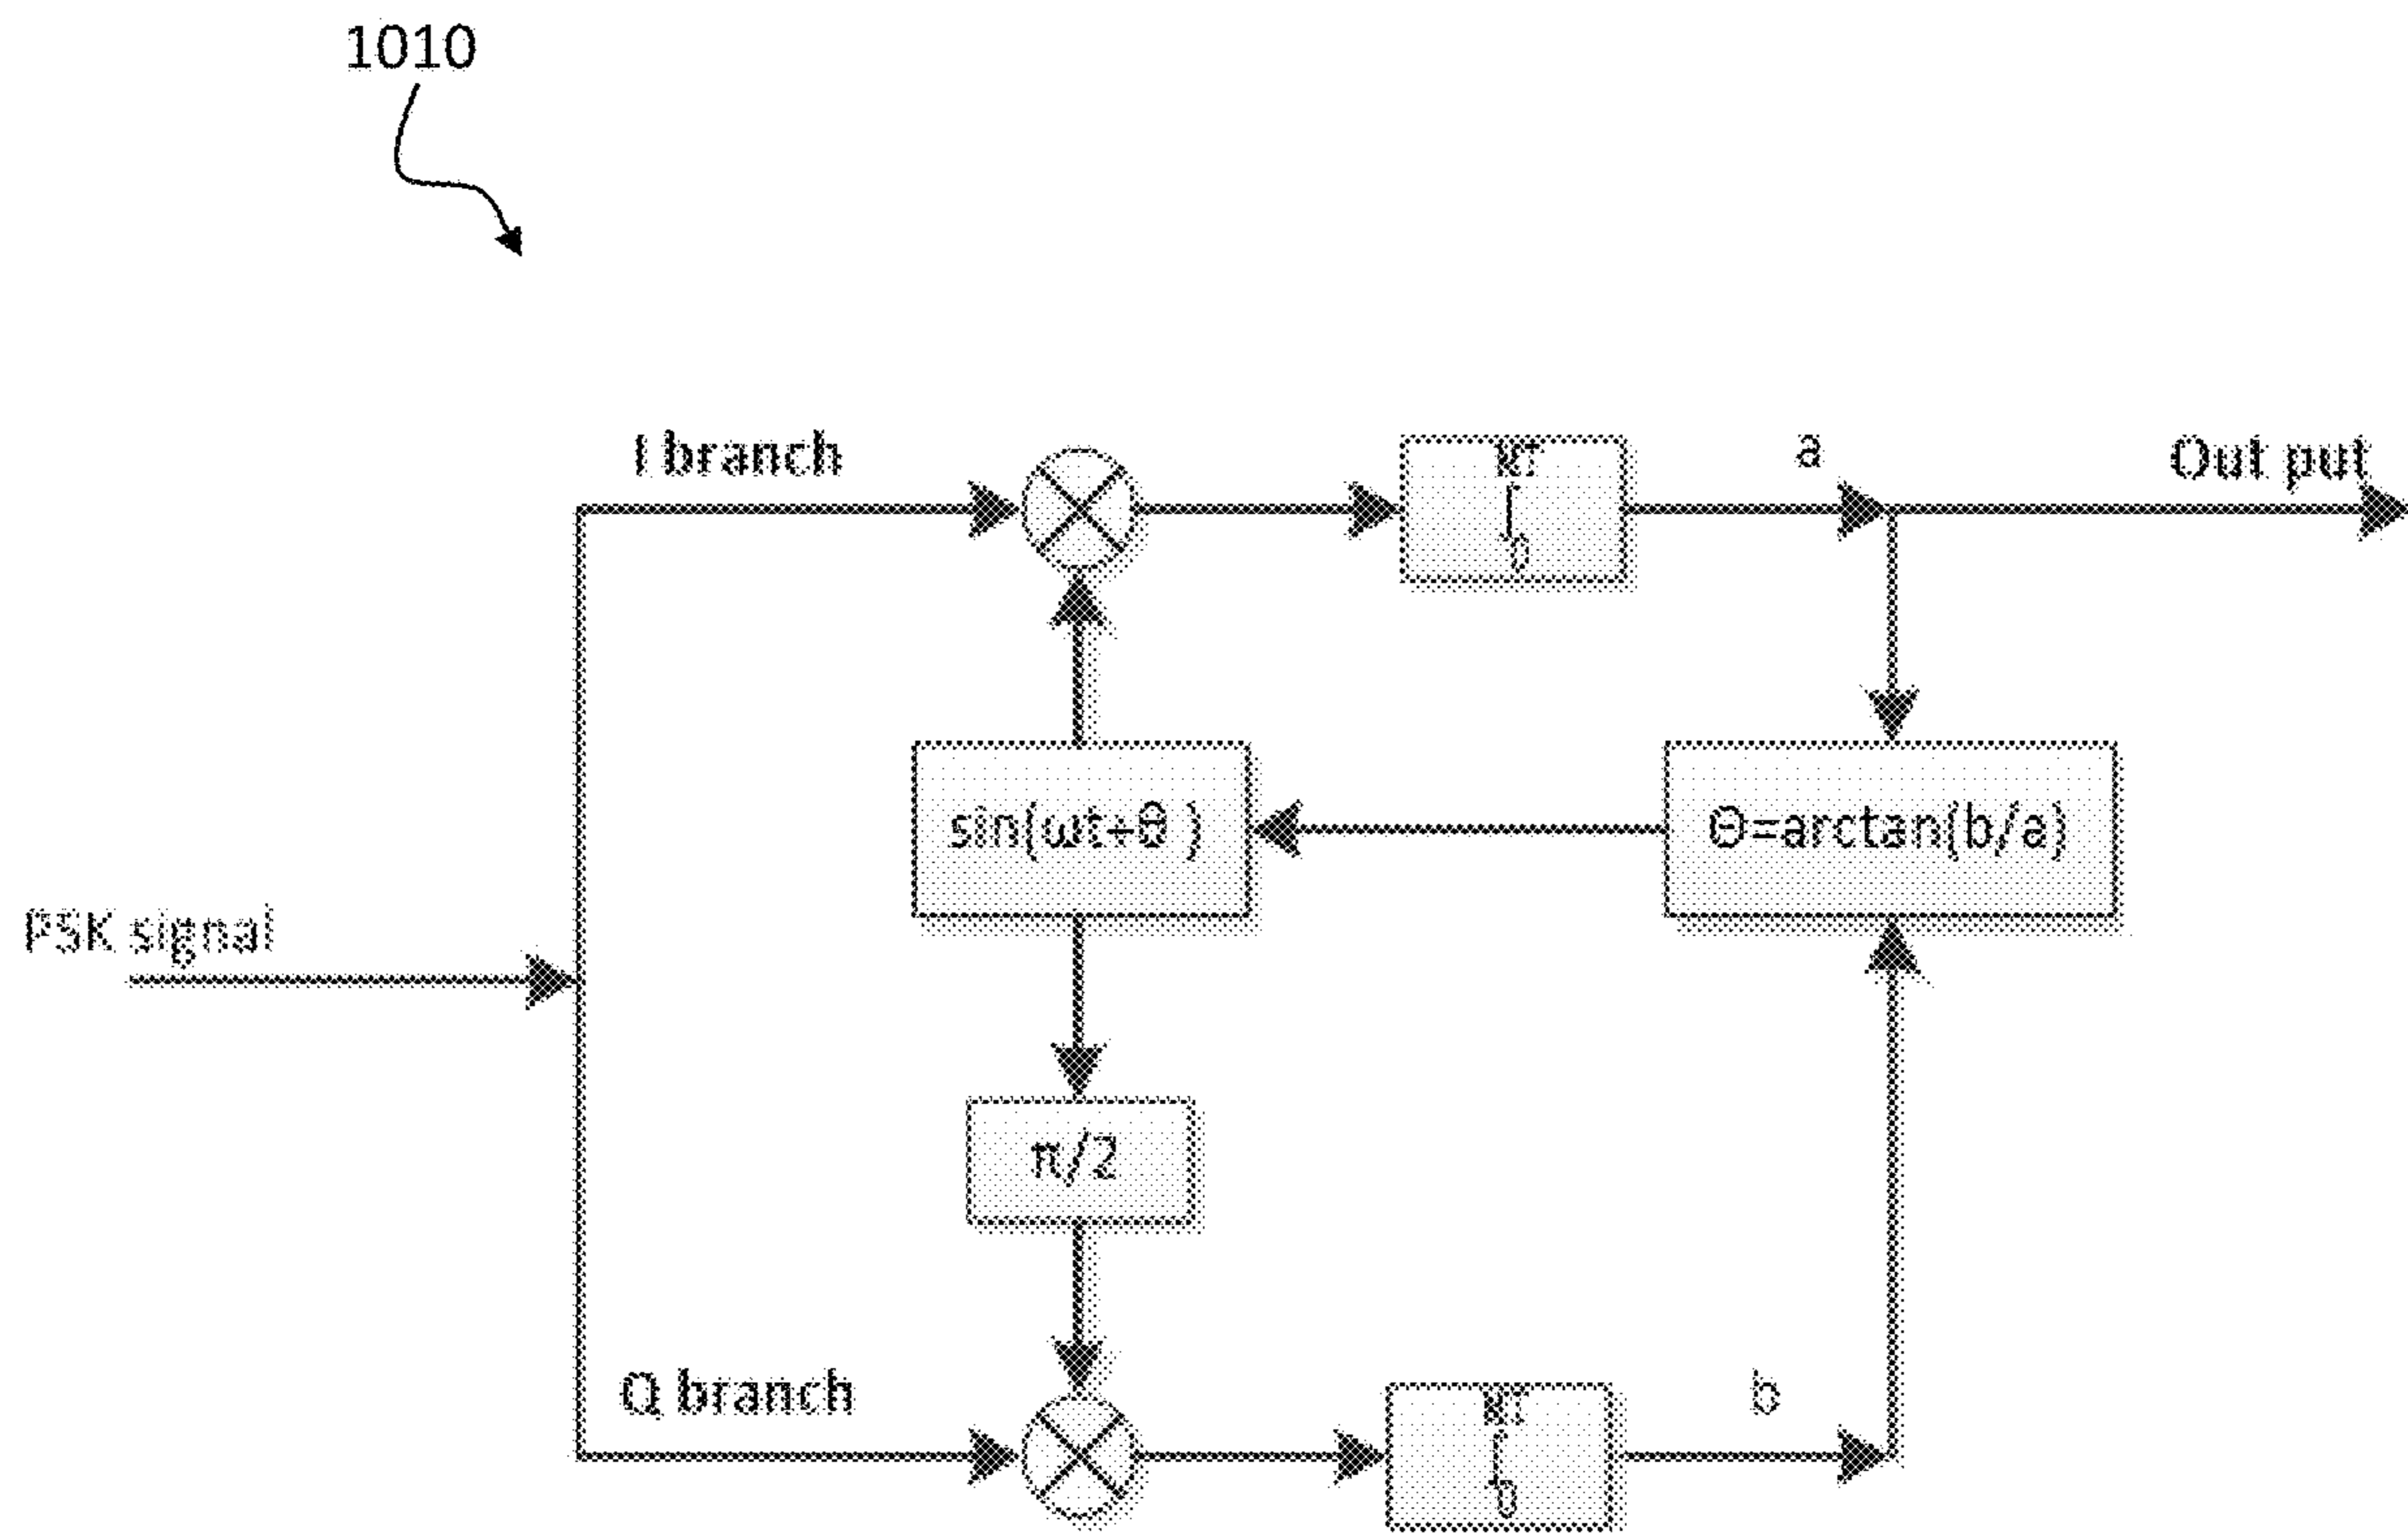 1010
I branch
a
Out put
sin(ωt+θ )
Θ=arctan(b/a)
PSK signal
π/2
Q branch
b